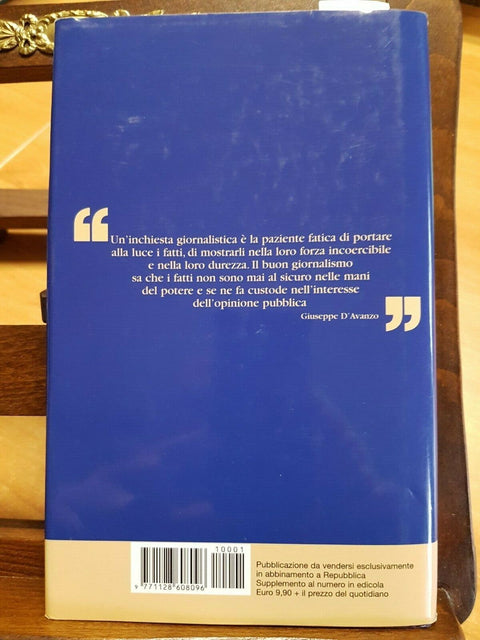 “
Un'inchiesta giornalistica è la paziente fatica di portare
alla luce i fatti, di mostrarli nella loro forza incoercibile
e nella loro durezza. Il buon giornalismo
sa che i fatti non sono mai al sicuro nelle mani
del potere e se ne fa custode nell'interesse
dell'opinione pubblica
Giuseppe D'Avanzo
”
10001
9 771128 608096
Pubblicazione da vendersi esclusivamente
in abbinamento a Repubblica
Supplemento al numero in edicola
Euro 9,90 + il prezzo del quotidiano